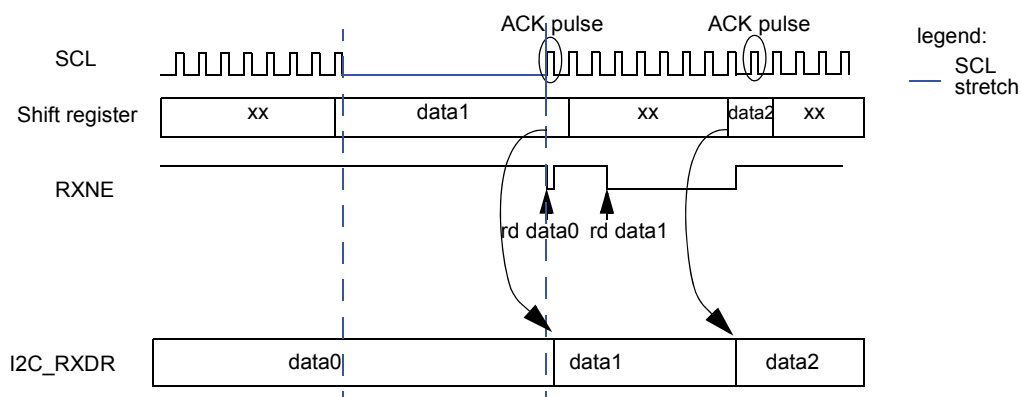 ACK pulse ACK pulse
legend:
SCL
SCL
stretch
Shift register
xx data1 xx data2 xx
RXNE
rd data0 rd data1
I2C_RXDR
data0 data1 data2